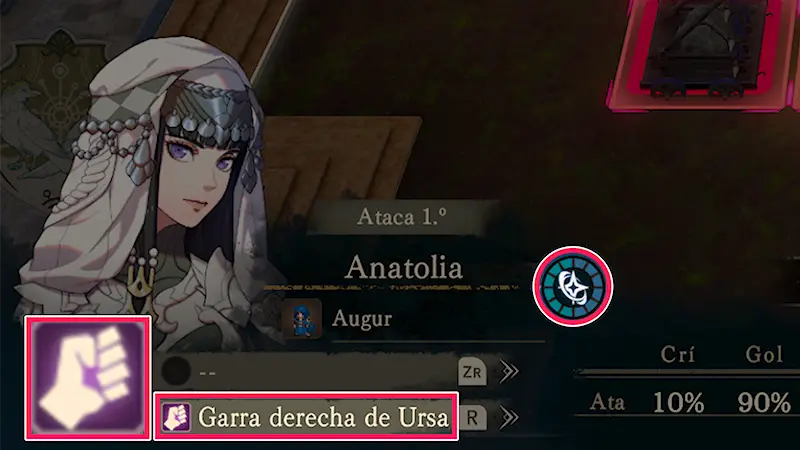 Ataca 1.º
Anatolia
Augur
-- ZR
Garra derecha de Ursa R
Crí Gol
Ata 10% 90%